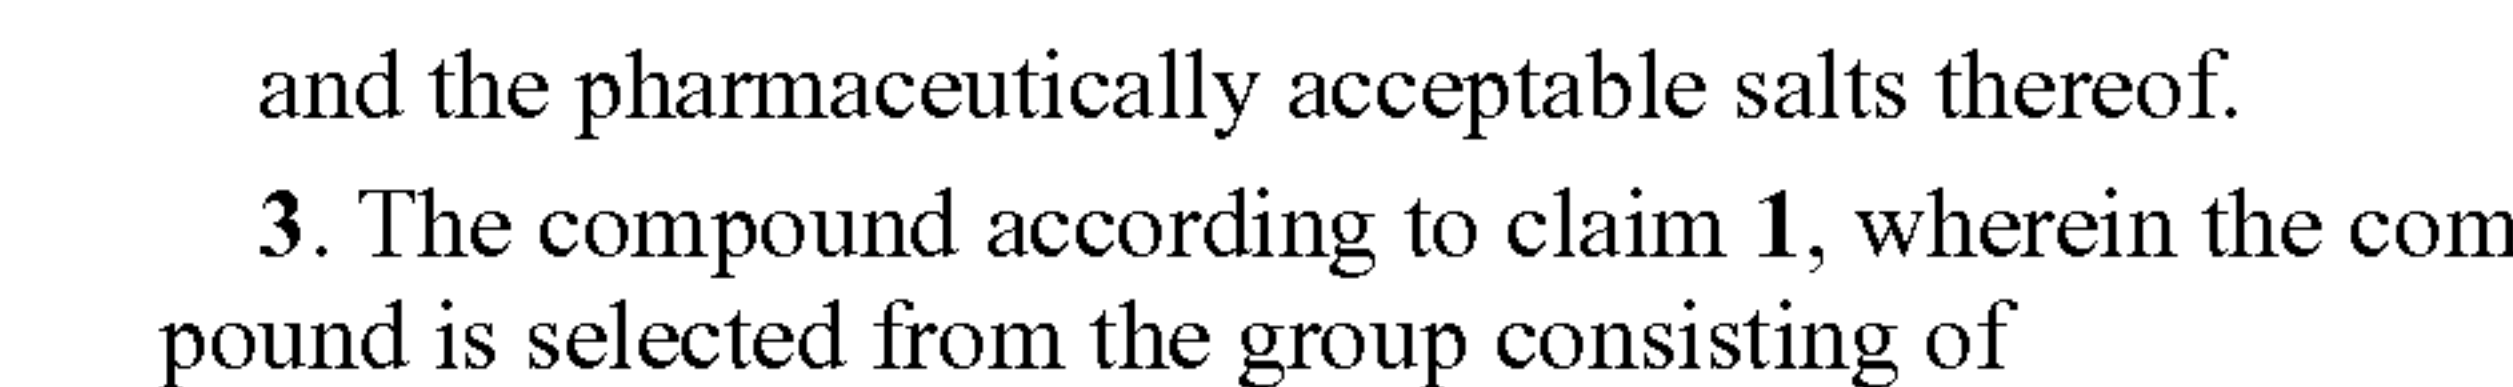 and the pharmaceutically acceptable salts thereof.
3. The compound according to claim 1, wherein the com
pound is selected from the group consisting of